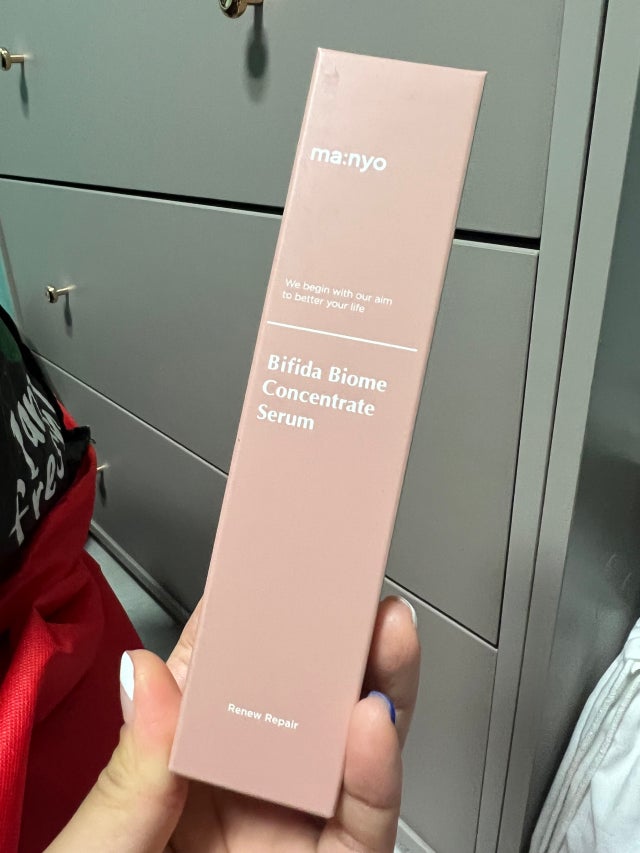 ma:nyo
We begin with our aim
to better your life
Bifida Biome
Concentrate
Serum
Renew Repair